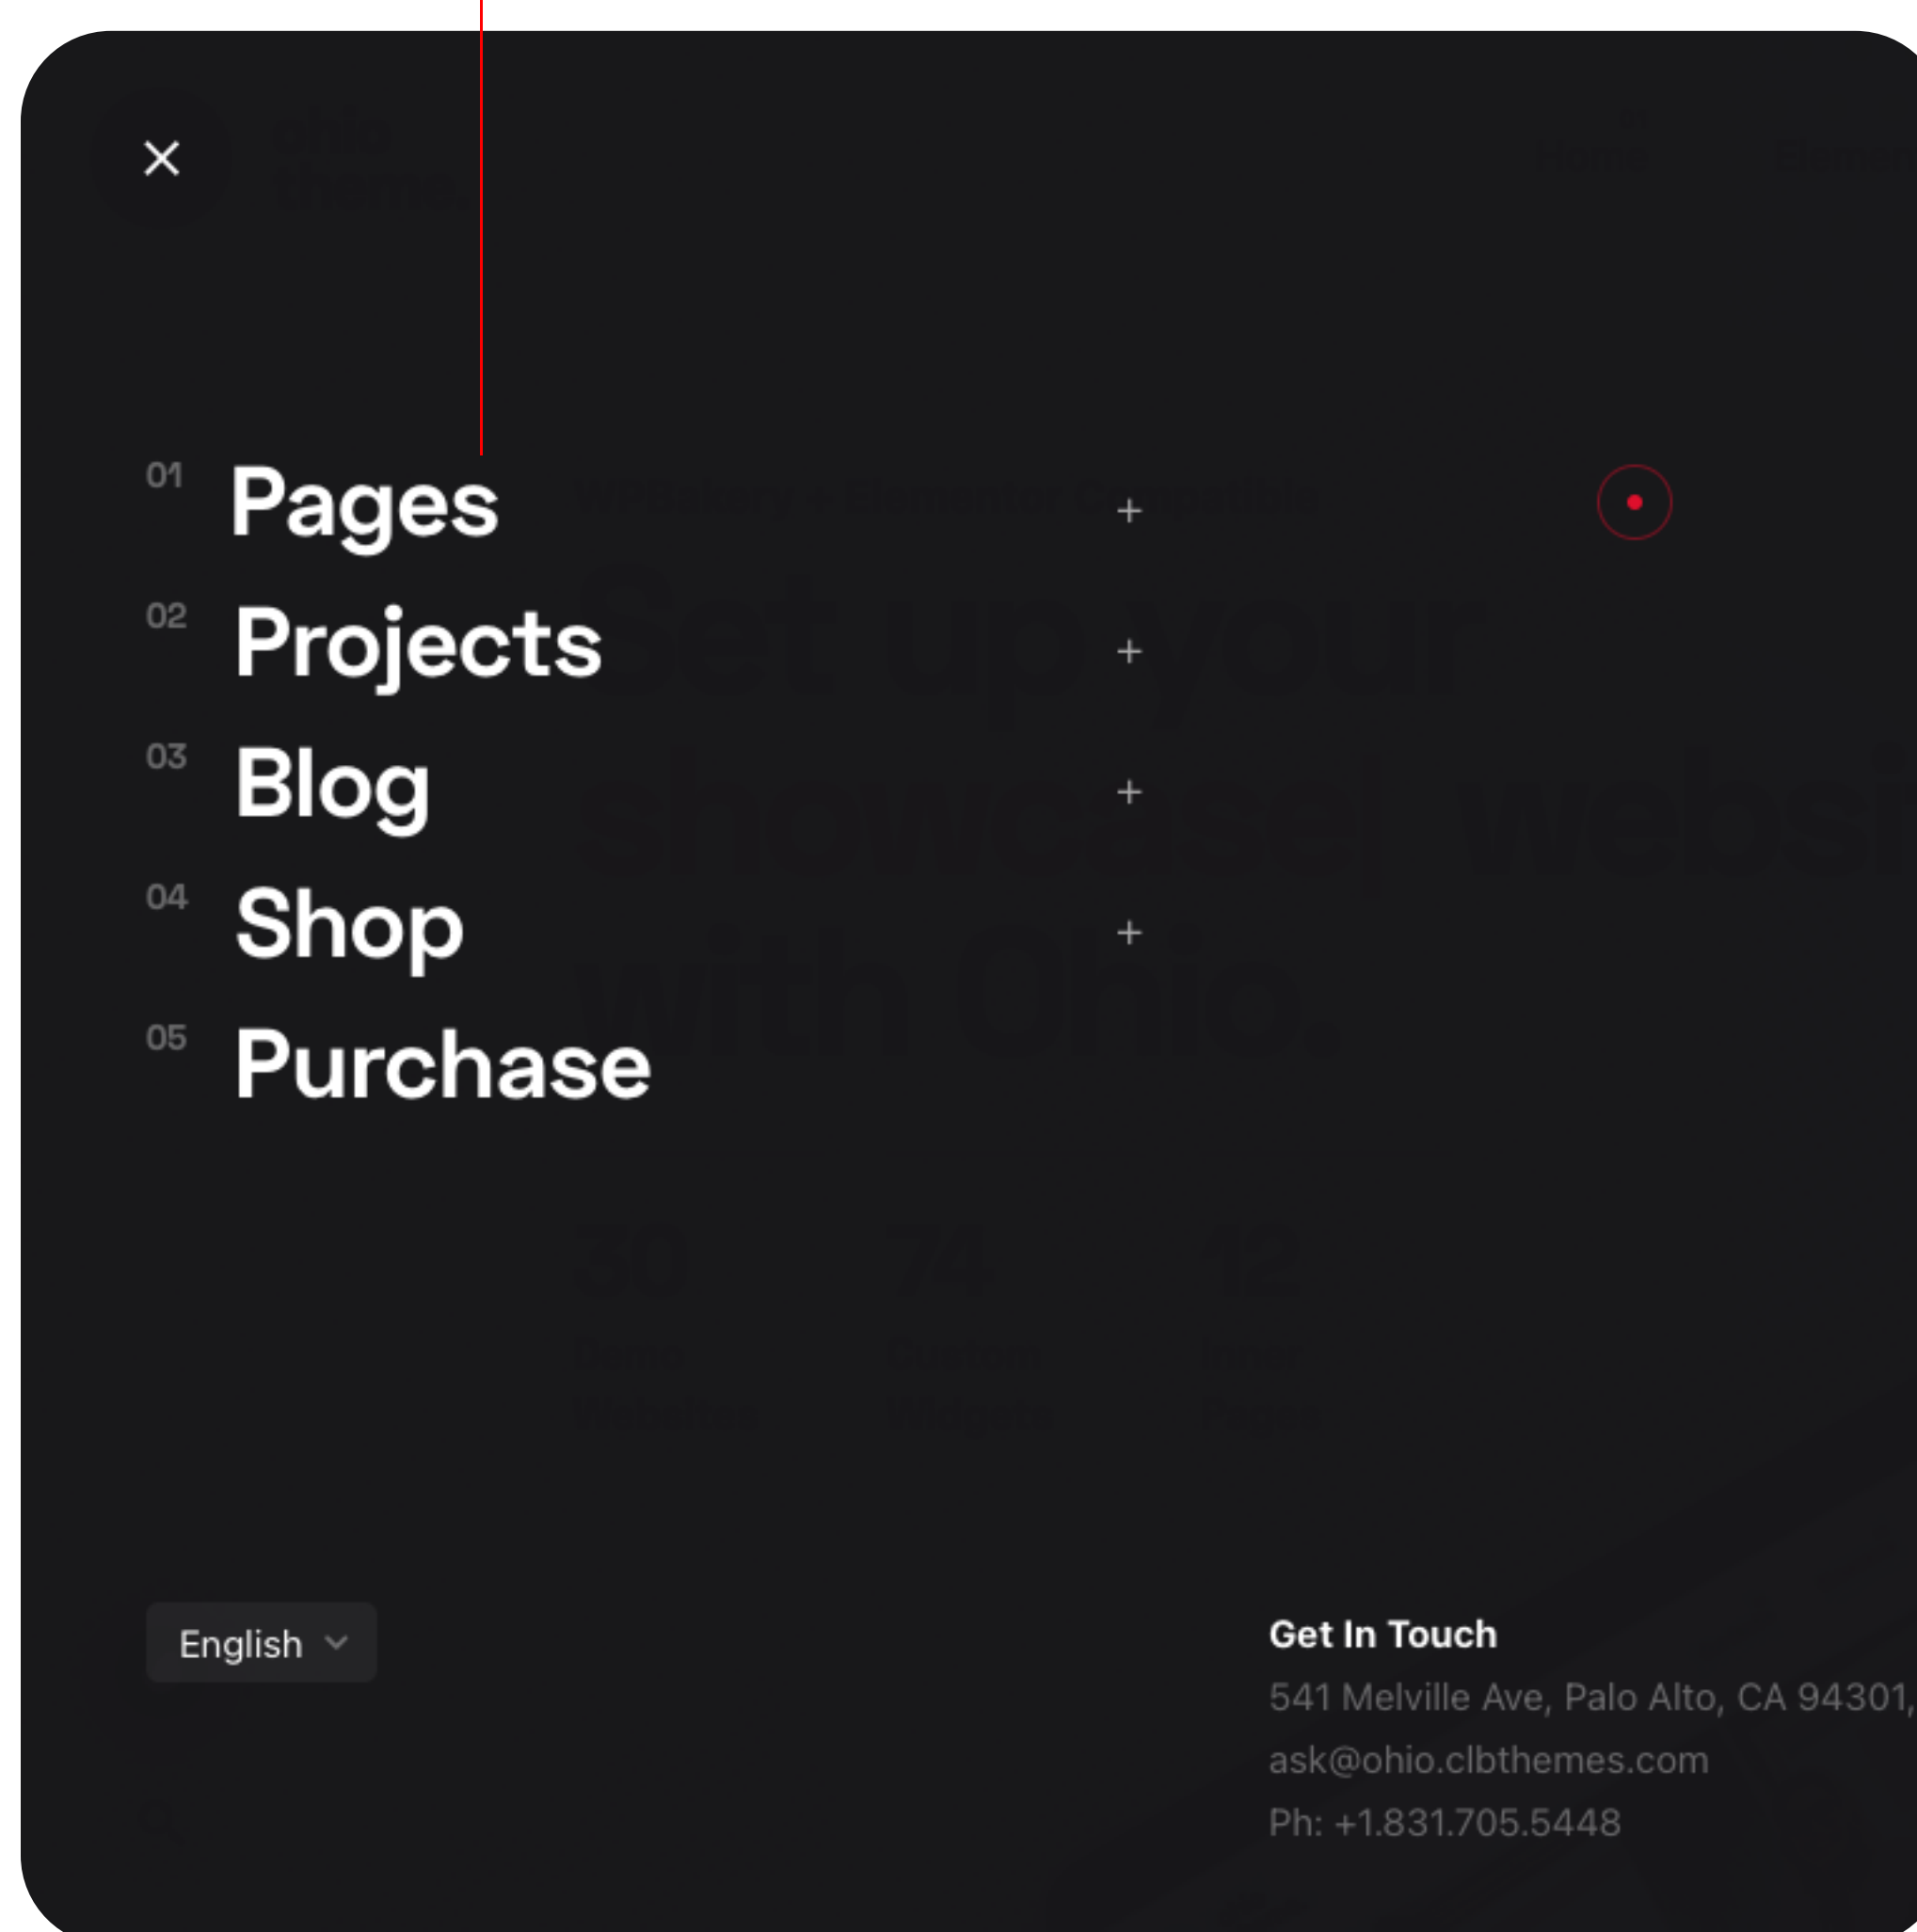 01 Pages +
02 Projects +
03 Blog +
04 Shop +
05 Purchase
English
Get In Touch
541 Melville Ave, Palo Alto, CA 94301,
ask@ohio.clbthemes.com
Ph: +1.831.705.5448